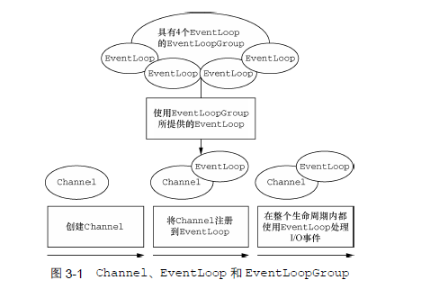 具有4个EventLoop
的EventLoopGroup
EventLoop
EventLoop
EventLoop
EventLoop
使用EventLoopGroup
所提供的EventLoop
Channel
Channel
EventLoop
Channel
EventLoop
创建Channel
将Channel注册
到EventLoop
在整个生命周期内都
使用EventLoop处理
I/O事件
图 3-1 Channel、EventLoop 和 EventLoopGroup